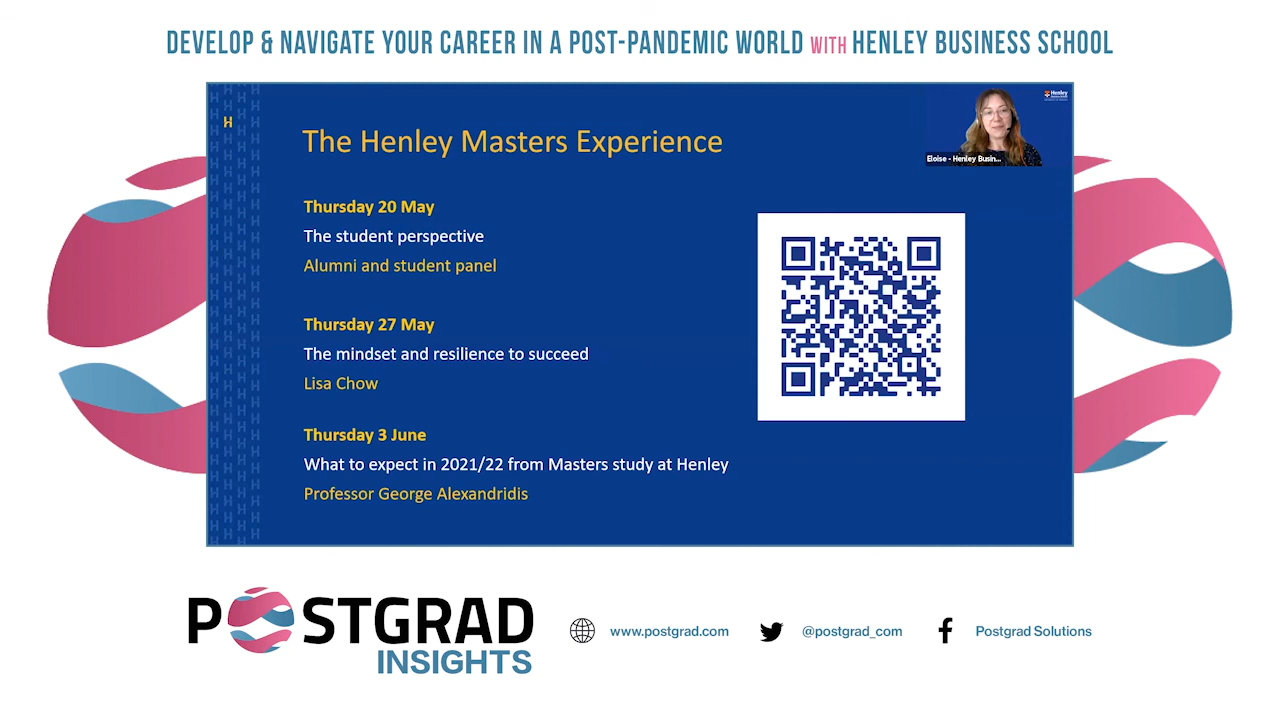 DEVELOP & NAVIGATE YOUR CAREER IN A POST-PANDEMIC WORLD WITH HENLEY BUSINESS SCHOOL
H
The Henley Masters Experience
Henley
Eloise - Henley Busin...
Thursday 20 May
The student perspective
Alumni and student panel
Thursday 27 May
The mindset and resilience to succeed
Lisa Chow
Thursday 3 June
What to expect in 2021/22 from Masters study at Henley
Professor George Alexandridis
POSTGRAD
INSIGHTS
www.postgrad.com
@postgrad_com
Postgrad Solutions